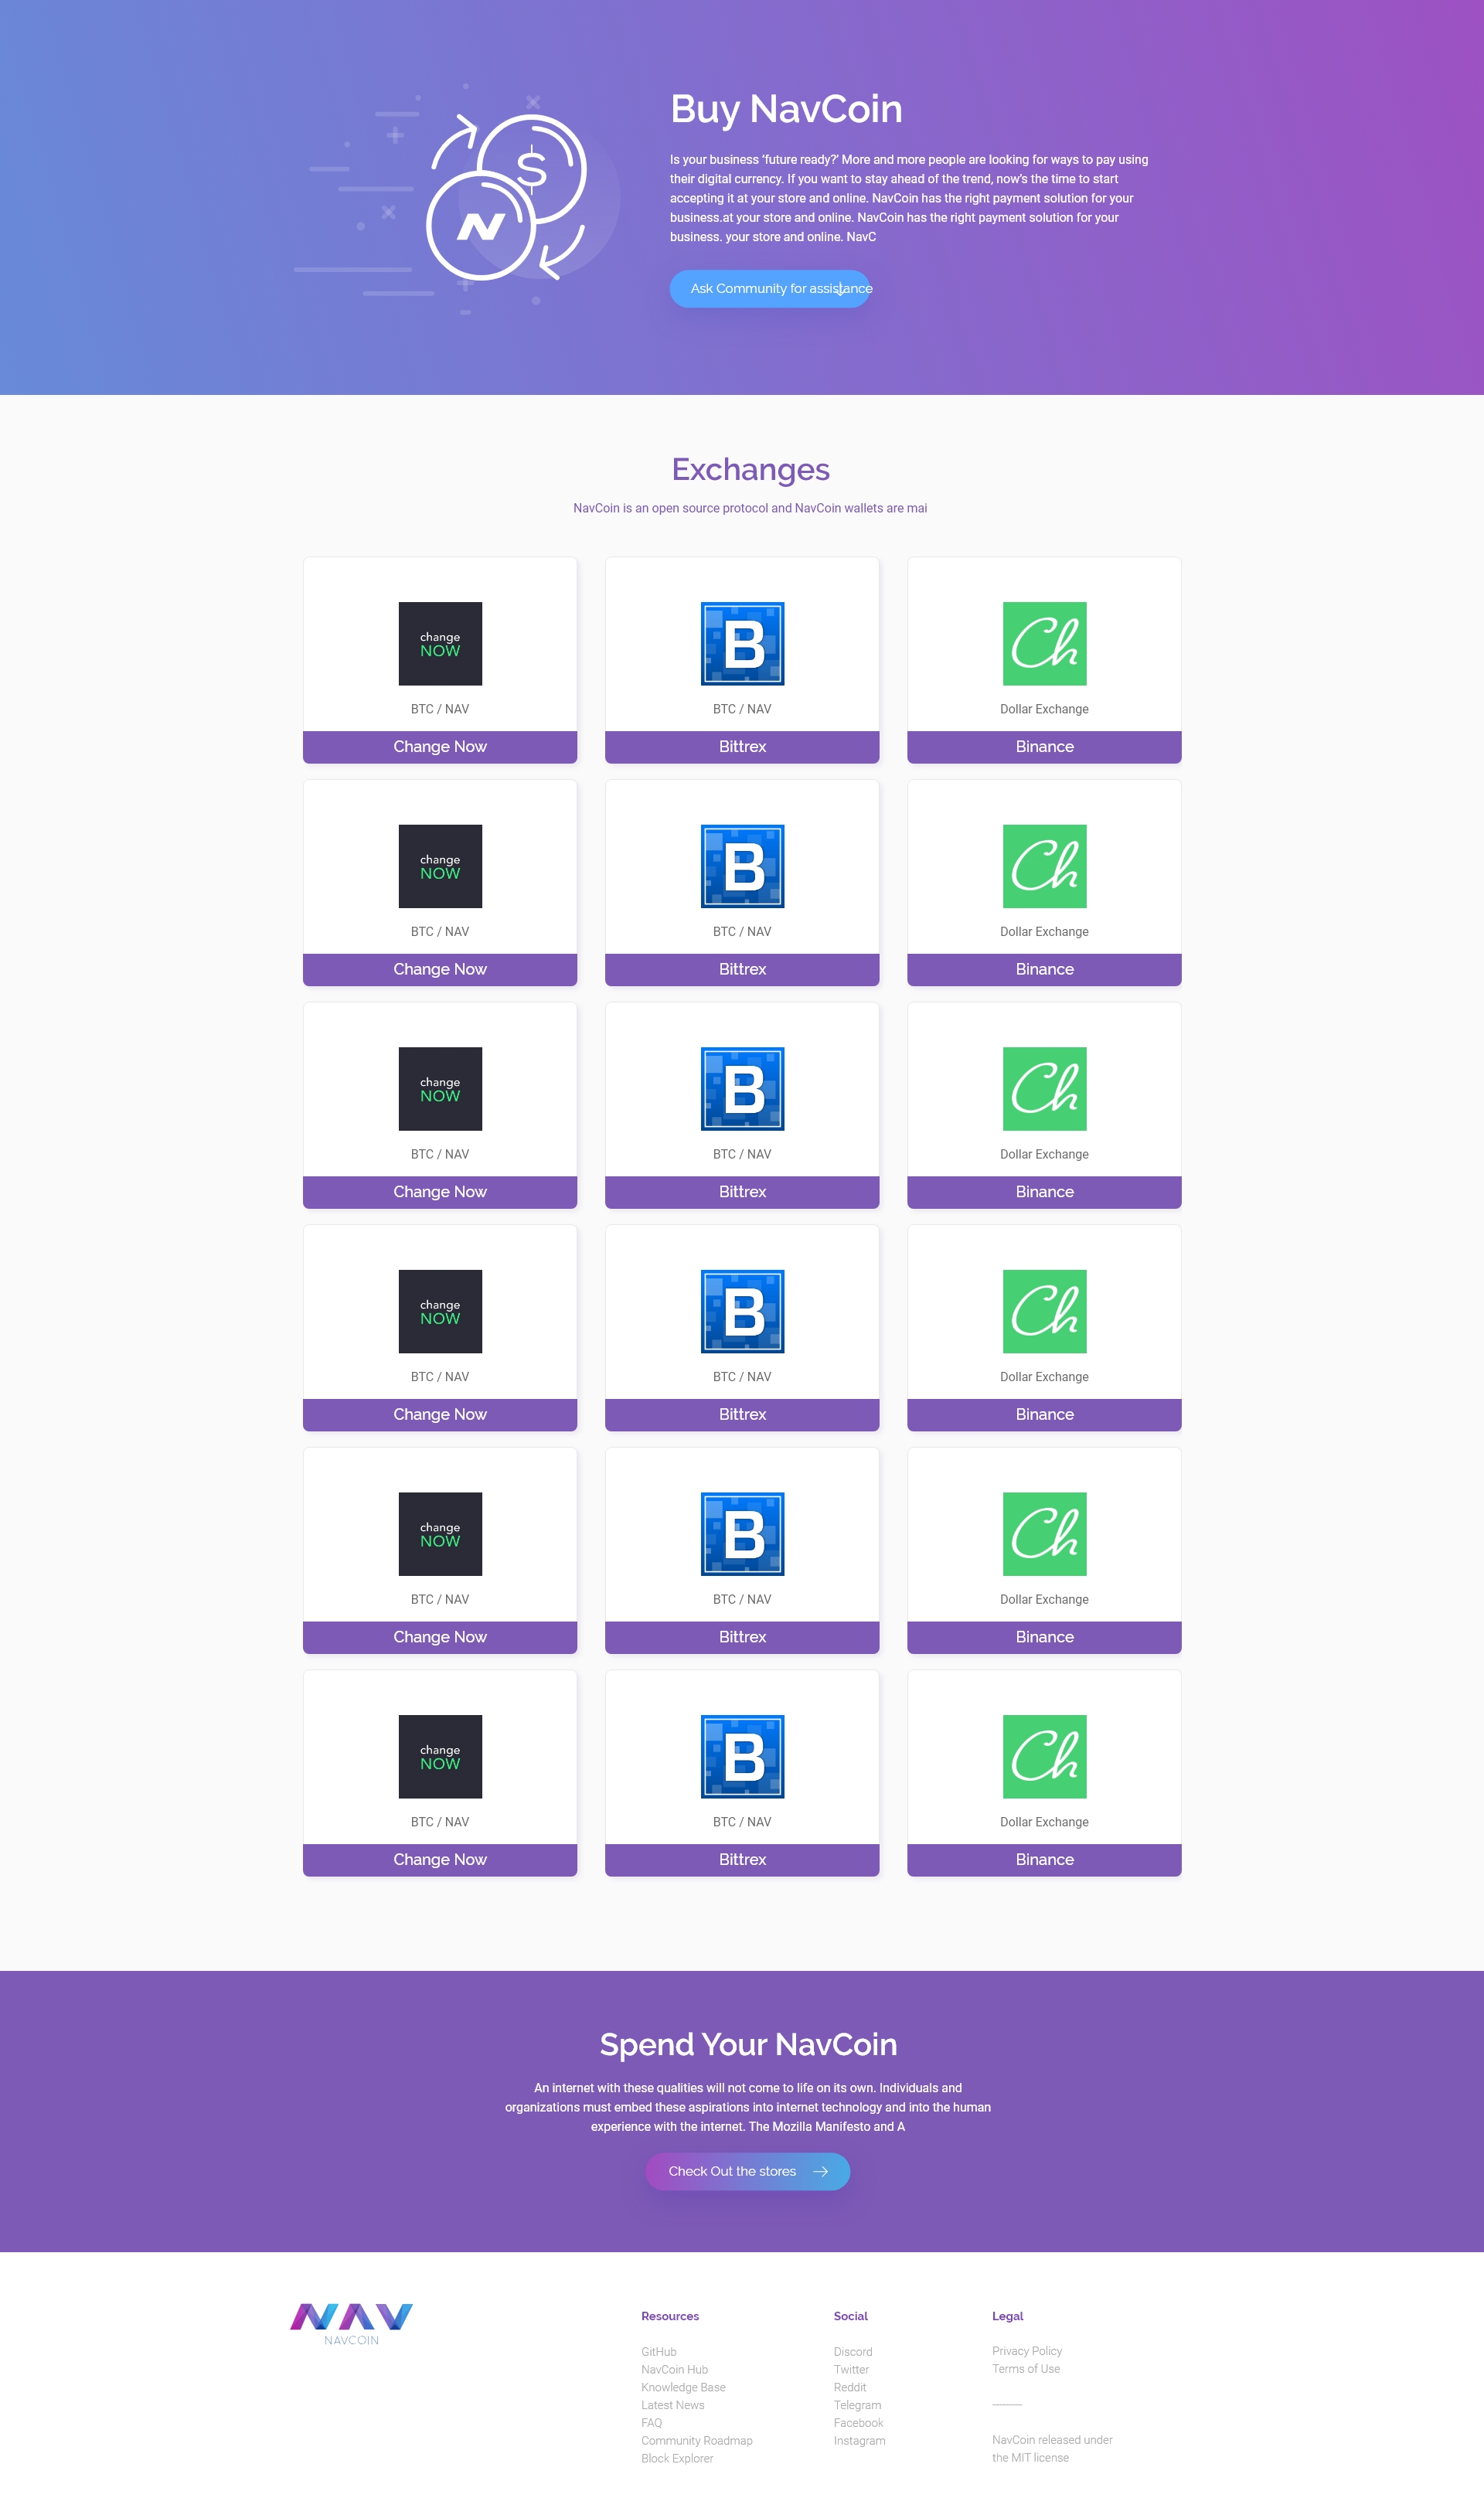 Buy NavCoin
Is your business ‘future ready?’ More and more people are looking for ways to pay using
their digital currency. If you want to stay ahead of the trend, now's the time to start
accepting it at your store and online. NavCoin has the right payment solution for your
business.at your store and online. NavCoin has the right payment solution for your
business. your store and online. NavC
$
N
Ask Community for assistance
Exchanges
NavCoin is an open source protocol and NavCoin wallets are mai
change
NOW
B
Ch
BTC / NAV
BTC / NAV
Dollar Exchange
Change Now
Bittrex
Binance
change
NOW
B
Ch
BTC / NAV
BTC / NAV
Dollar Exchange
Change Now
Bittrex
Binance
change
NOW
B
Ch
BTC / NAV
BTC / NAV
Dollar Exchange
Change Now
Bittrex
Binance
change
NOW
B
Ch
BTC / NAV
BTC / NAV
Dollar Exchange
Change Now
Bittrex
Binance
change
NOW
B
Ch
BTC / NAV
BTC / NAV
Dollar Exchange
Change Now
Bittrex
Binance
change
NOW
B
Ch
BTC / NAV
BTC / NAV
Dollar Exchange
Change Now
Bittrex
Binance
Spend Your NavCoin
An internet with these qualities will not come to life on its own. Individuals and
organizations must embed these aspirations into internet technology and into the human
experience with the internet. The Mozilla Manifesto and A
Check Out the stores
NAV
NAVCOIN
Resources
GitHub
NavCoin Hub
Knowledge Base
Latest News
FAQ
Community Roadmap
Block Explorer
Social
Discord
Twitter
Reddit
Telegram
Facebook
Instagram
Legal
Privacy Policy
Terms of Use
NavCoin released under
the MIT license